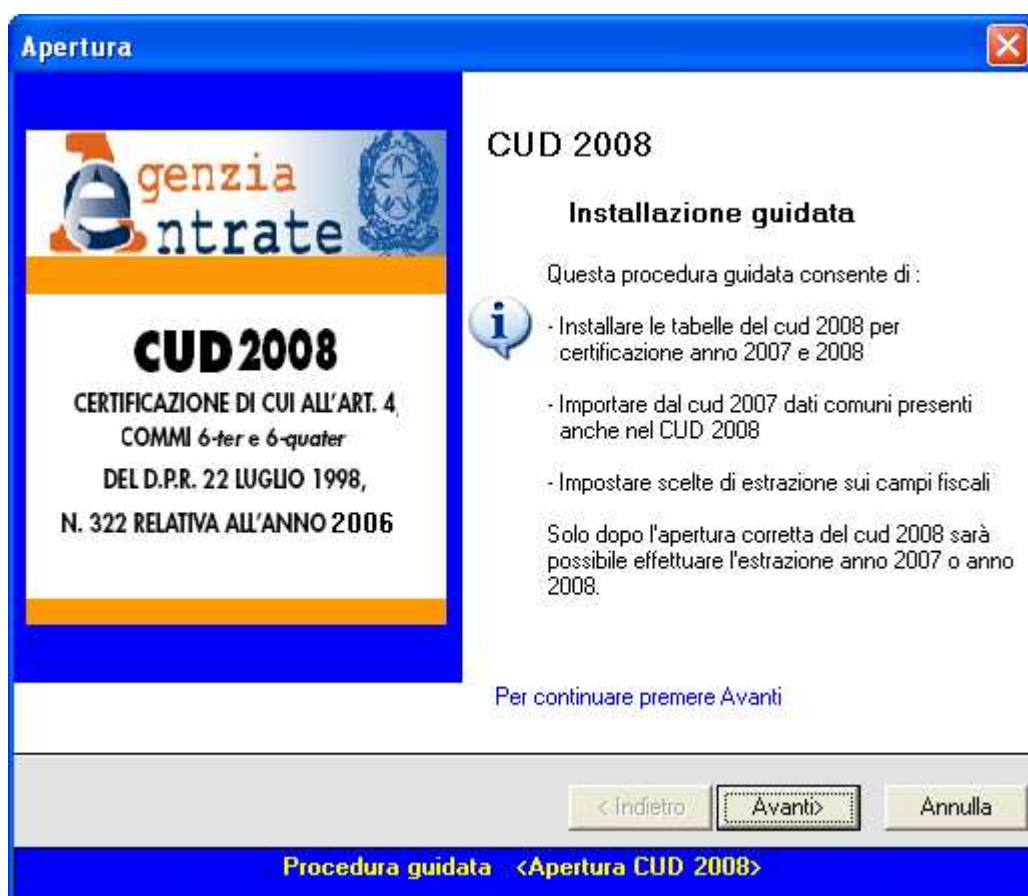 Apertura
Agenzia
entrate
CUD 2008
CERTIFICAZIONE DI CUI ALL'ART. 4,
COMMI 6-ter e 6-quater
DEL D.P.R. 22 LUGLIO 1998,
N. 322 RELATIVA ALL'ANNO 2006
CUD 2008
Installazione guidata
Questa procedura guidata consente di :
- Installare le tabelle del cud 2008 per
certificazione anno 2007 e 2008
- Importare dal cud 2007 dati comuni presenti
anche nel CUD 2008
- Impostare scelte di estrazione sui campi fiscali
Solo dopo l'apertura corretta del cud 2008 sarà
possibile effettuare l'estrazione anno 2007 o anno
2008.
Per continuare premere Avanti
< Indietro
Avanti>
Annulla
Procedura guidata <Apertura CUD 2008>